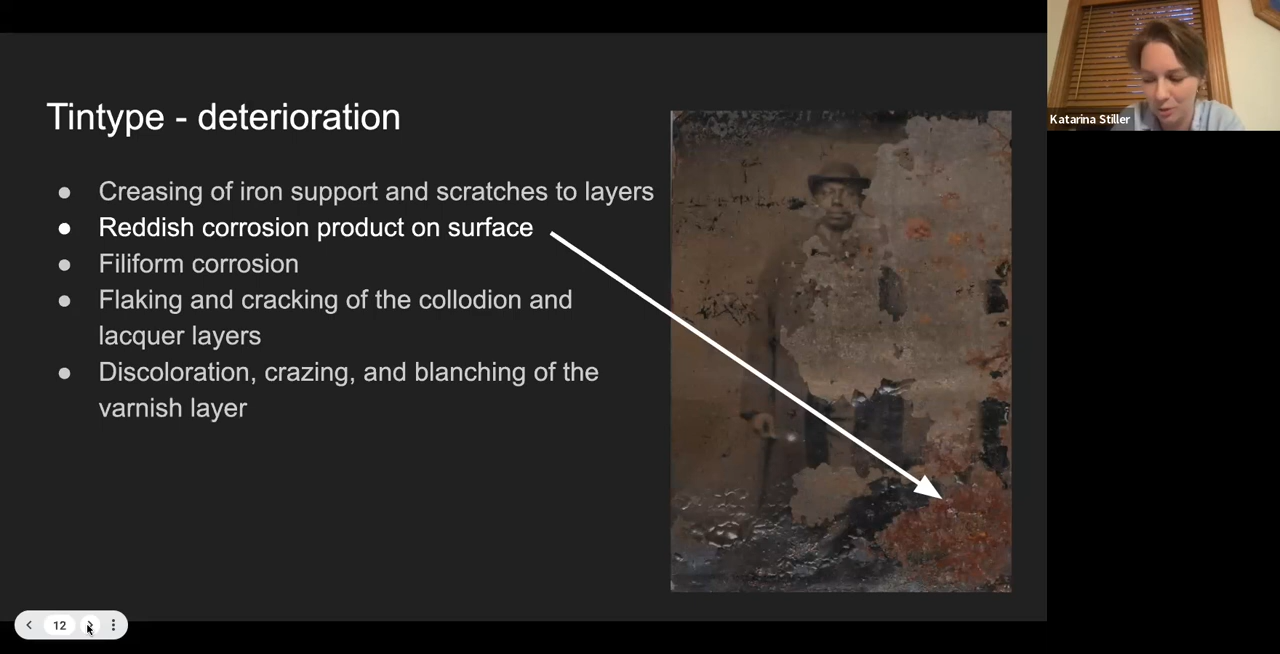 Tintype - deterioration
● Creasing of iron support and scratches to layers
● Reddish corrosion product on surface
● Filiform corrosion
● Flaking and cracking of the collodion and
lacquer layers
● Discoloration, crazing, and blanching of the
varnish layer
Katarina Stiller
12